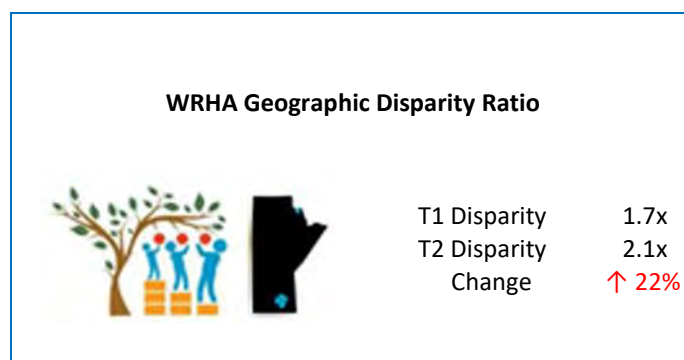 WRHA Geographic Disparity Ratio
T1 Disparity 1.7x
T2 Disparity 2.1x
Change ↑ 22%